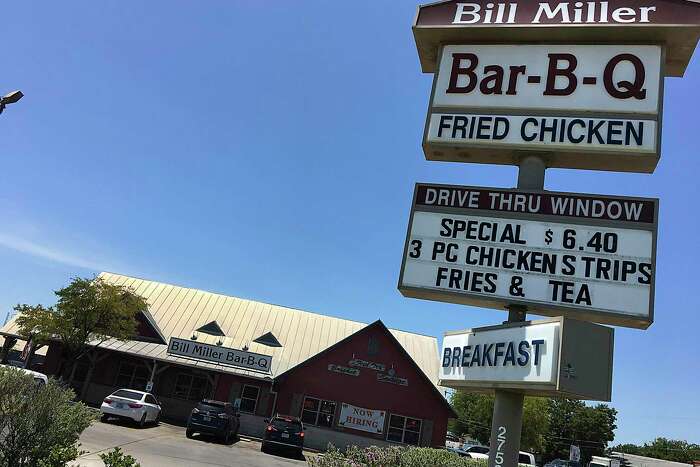 Bill Miller
Bar-B-Q
FRIED CHICKEN
DRIVE THRU WINDOW
SPECIAL $ 6.40
3 PC CHICKEN STRIPS
FRIES & TEA
BREAKFAST
Bill Miller Bar-B-Q
NOW
HIRING